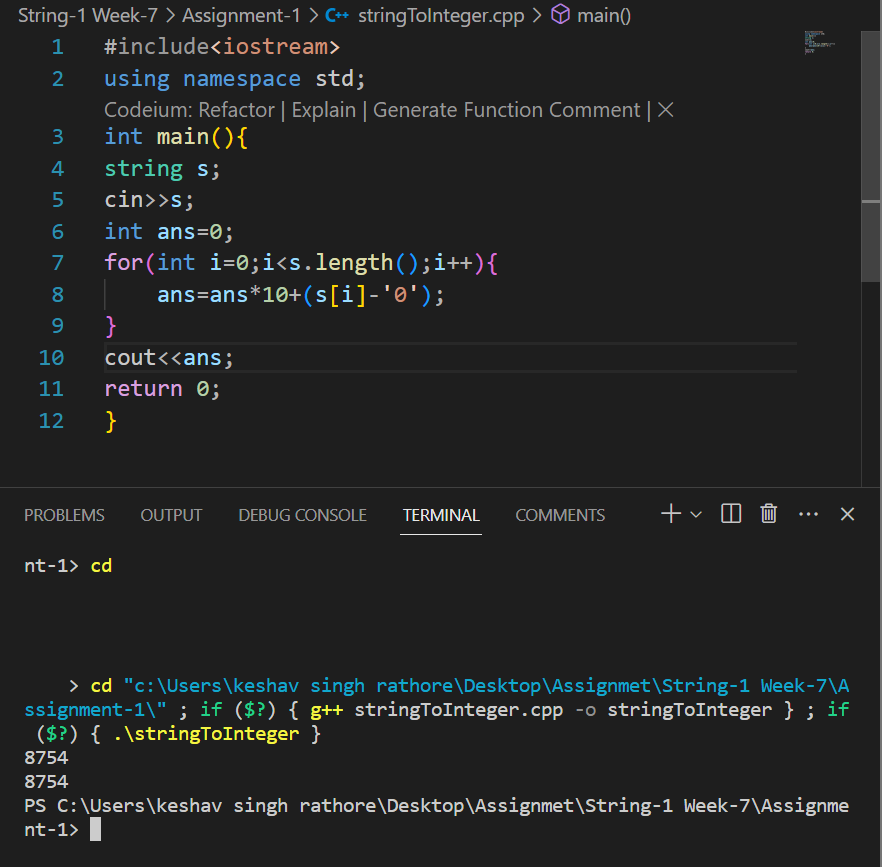 String-1 Week-7 > Assignment-1 > C++ stringToInteger.cpp > main()
1 #include<iostream>
2 using namespace std;
Codeium: Refactor | Explain | Generate Function Comment | ×
3 int main(){
4 string s;
5 cin>>s;
6 int ans=0;
7 for(int i=0;i<s.length();i++){
8     ans=ans*10+(s[i]-'0');
9 }
10 cout<<ans;
11 return 0;
12 }
PROBLEMS OUTPUT DEBUG CONSOLE TERMINAL COMMENTS
nt-1> cd
> cd "c:\Users\keshav singh rathore\Desktop\Assignmet\String-1 Week-7\A
ssignment-1\" ; if ($?) { g++ stringToInteger.cpp -o stringToInteger } ; if
($?) { .\stringToInteger }
8754
8754
PS C:\Users\keshav singh rathore\Desktop\Assignmet\String-1 Week-7\Assignme
nt-1>